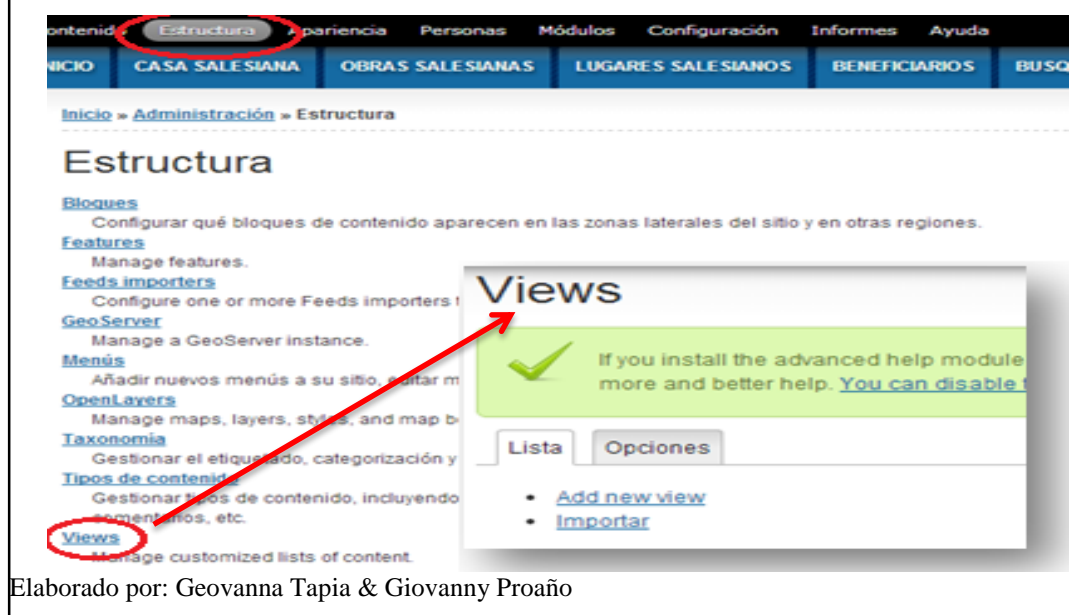 Estructura Apariencia Personas Módulos Configuración Informes Ayuda
CASA SALESIANA OBRAS SALESIANAS LUGARES SALESIANOS BENEFICIARIOS BUSQ
Inicio » Administración » Estructura
Estructura
Bloques
Configurar qué bloques de contenido aparecen en las zonas laterales del sitio y en otras regiones.
Features
Manage features.
Feeds importers
Configure one or more Feeds importers
GeoServer
Manage a GeoServer instance.
Menús
Añadir nuevos menús a su sitio, editar m
OpenLayers
Manage maps, layers, styles, and map b
Taxonomía
Gestionar el etiquetado, categorización y
Tipos de contenido
Gestionar tipos de contenido, incluyendo
comentarios, etc.
Views
Manage customized lists of content.
Views
If you install the advanced help module
more and better help. You can disable
Lista Opciones
• Add new view
• Importar
Elaborado por: Geovanna Tapia & Giovanny Proaño